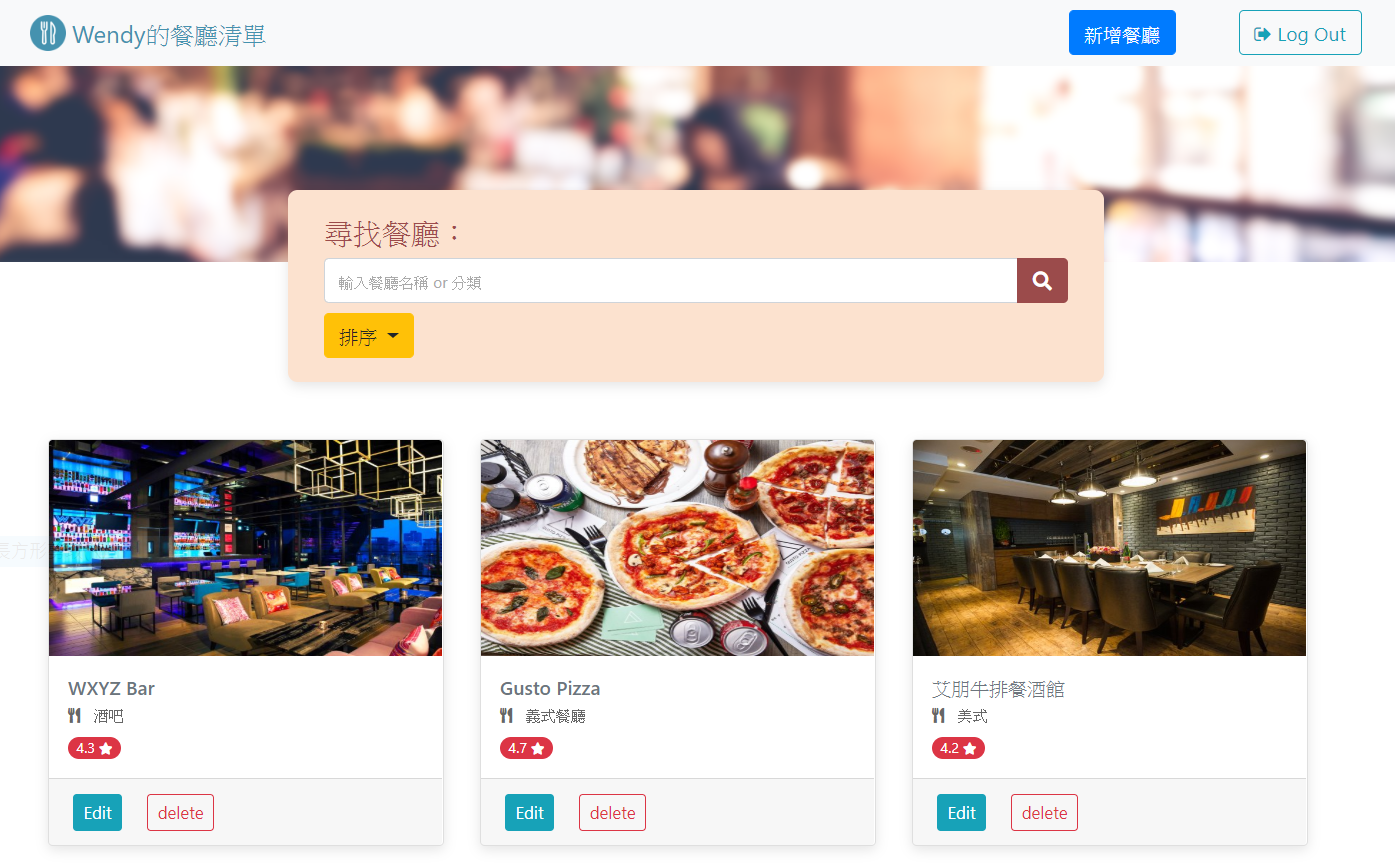 Wendy的餐廳清單
新增餐廳
Log Out
尋找餐廳：
輸入餐廳名稱 or 分類
排序
長方形
WXYZ
WXYZ Bar
酒吧
4.3
Edit
delete
Gusto Pizza
義式餐廳
4.7
Edit
delete
艾朋牛排餐酒館
美式
4.2
Edit
delete